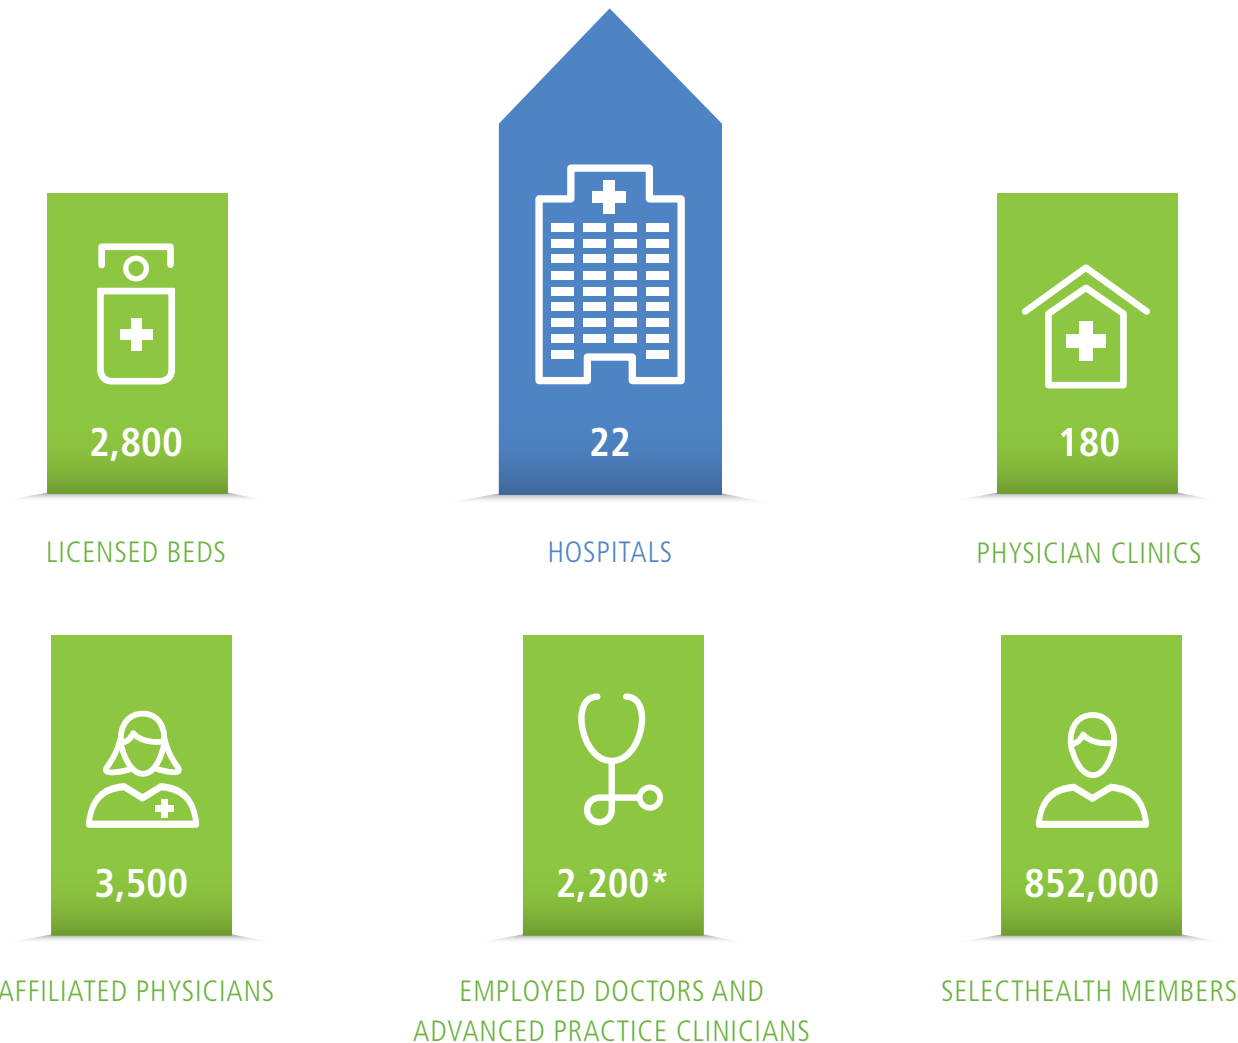 2,800
LICENSED BEDS
22
HOSPITALS
180
PHYSICIAN CLINICS
3,500
AFFILIATED PHYSICIANS
2,200*
EMPLOYED DOCTORS AND
ADVANCED PRACTICE CLINICIANS
852,000
SELECTHEALTH MEMBERS